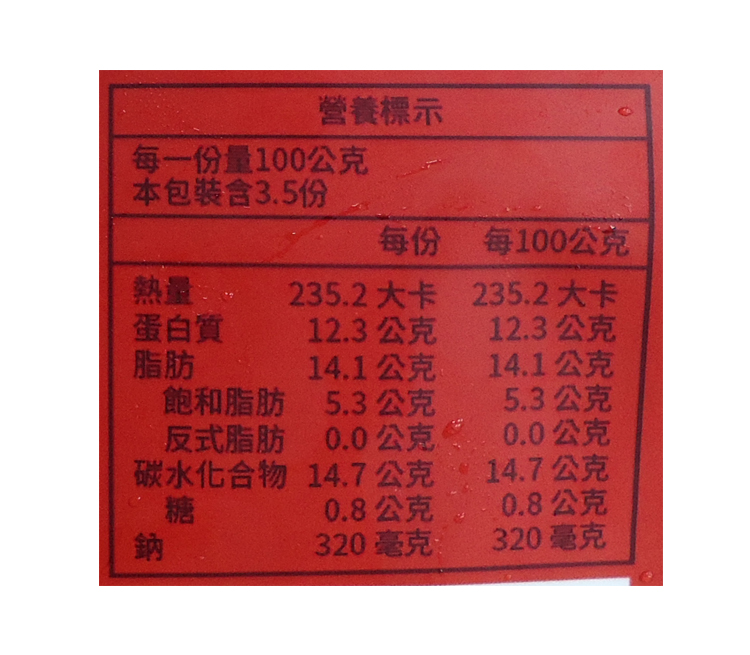 營養標示
每一份量100公克
本包裝含3.5份
每份 每100公克
熱量 235.2 大卡 235.2 大卡
蛋白質 12.3 公克 12.3 公克
脂肪 14.1 公克 14.1 公克
飽和脂肪 5.3 公克 5.3 公克
反式脂肪 0.0 公克 0.0 公克
碳水化合物 14.7 公克 14.7 公克
糖 0.8 公克 0.8 公克
鈉 320 毫克 320 毫克